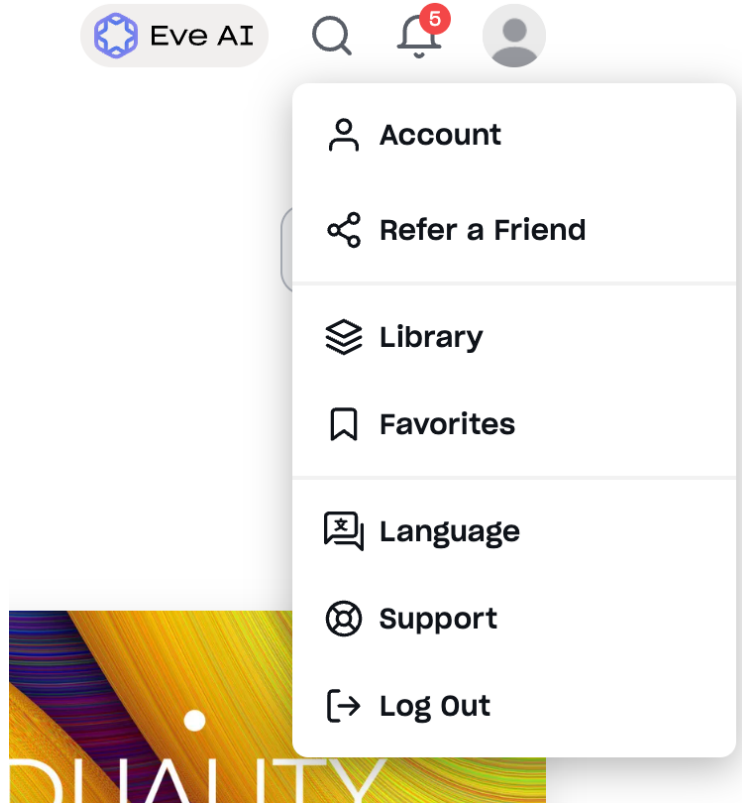 Eve AI
5
Account
Refer a Friend
Library
Favorites
Language
Support
Log Out